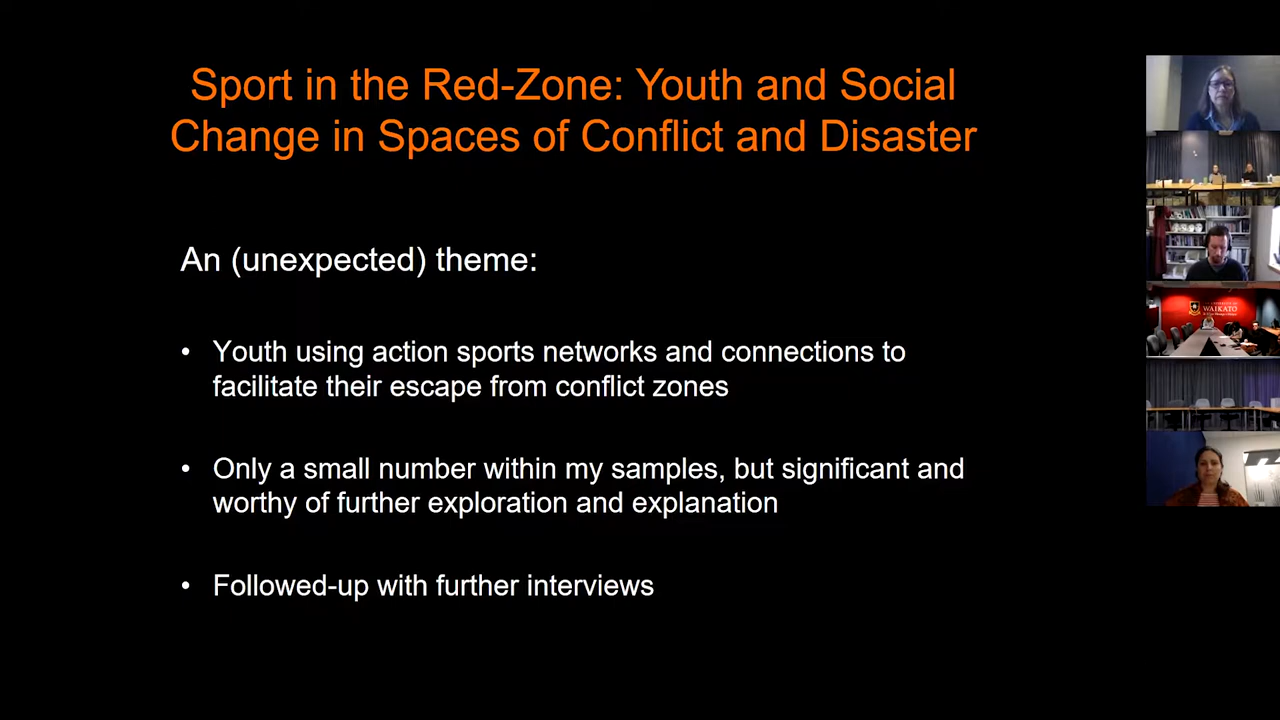 Sport in the Red-Zone: Youth and Social
Change in Spaces of Conflict and Disaster
An (unexpected) theme:
• Youth using action sports networks and connections to
facilitate their escape from conflict zones
• Only a small number within my samples, but significant and
worthy of further exploration and explanation
• Followed-up with further interviews
WAIKATO